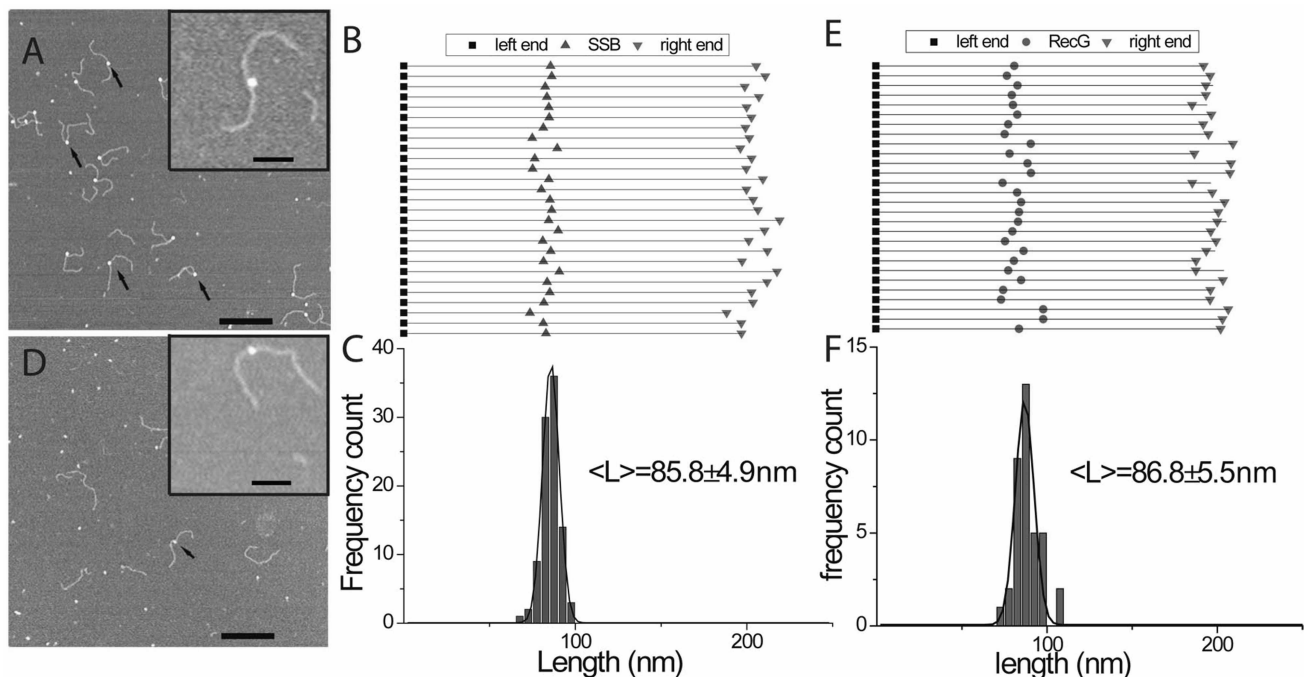 A
B
■ left end ▲ SSB ▼ right end
E
■ left end ● RecG ▼ right end
D
C
40
30
20
10
0
Frequency count
<L>=85.8±4.9nm
100
200
Length (nm)
F
15
10
5
0
frequency count
<L>=86.8±5.5nm
100
200
length (nm)